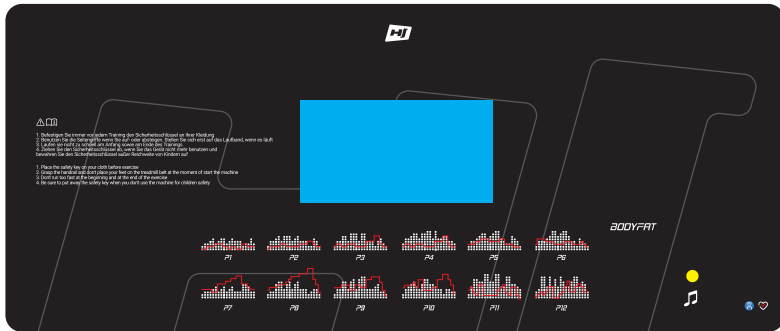 HI
1. Befestigen Sie immer vor jedem Training den Sicherheitsschlüssel an Ihrer Kleidung
2. Benutzen Sie die Seitengriffe wenn Sie auf- oder absteigen. Stellen Sie sich erst auf das Laufband, wenn es läuft
3. Laufen sie nicht zu schnell am Anfang sowie am Ende des Trainings
4. Ziehen Sie den Sicherheitsschlüssel ab, wenn Sie das Gerät nicht mehr benutzen und
bewahren Sie den Sicherheitsschlüssel außer Reichweite von Kindern auf
1. Place the safety key on your cloth before exercise
2. Grasp the handrail and don't place your feet on the treadmill belt at the moment of start the machine
3. Don't run too fast at the beginning and at the end of the exercise
4. Be sure to put away the safety key when you don't use the machine for children safety
BODYFAT
P1 P2 P3 P4 P5 P6
P7 P8 P9 P10 P11 P12